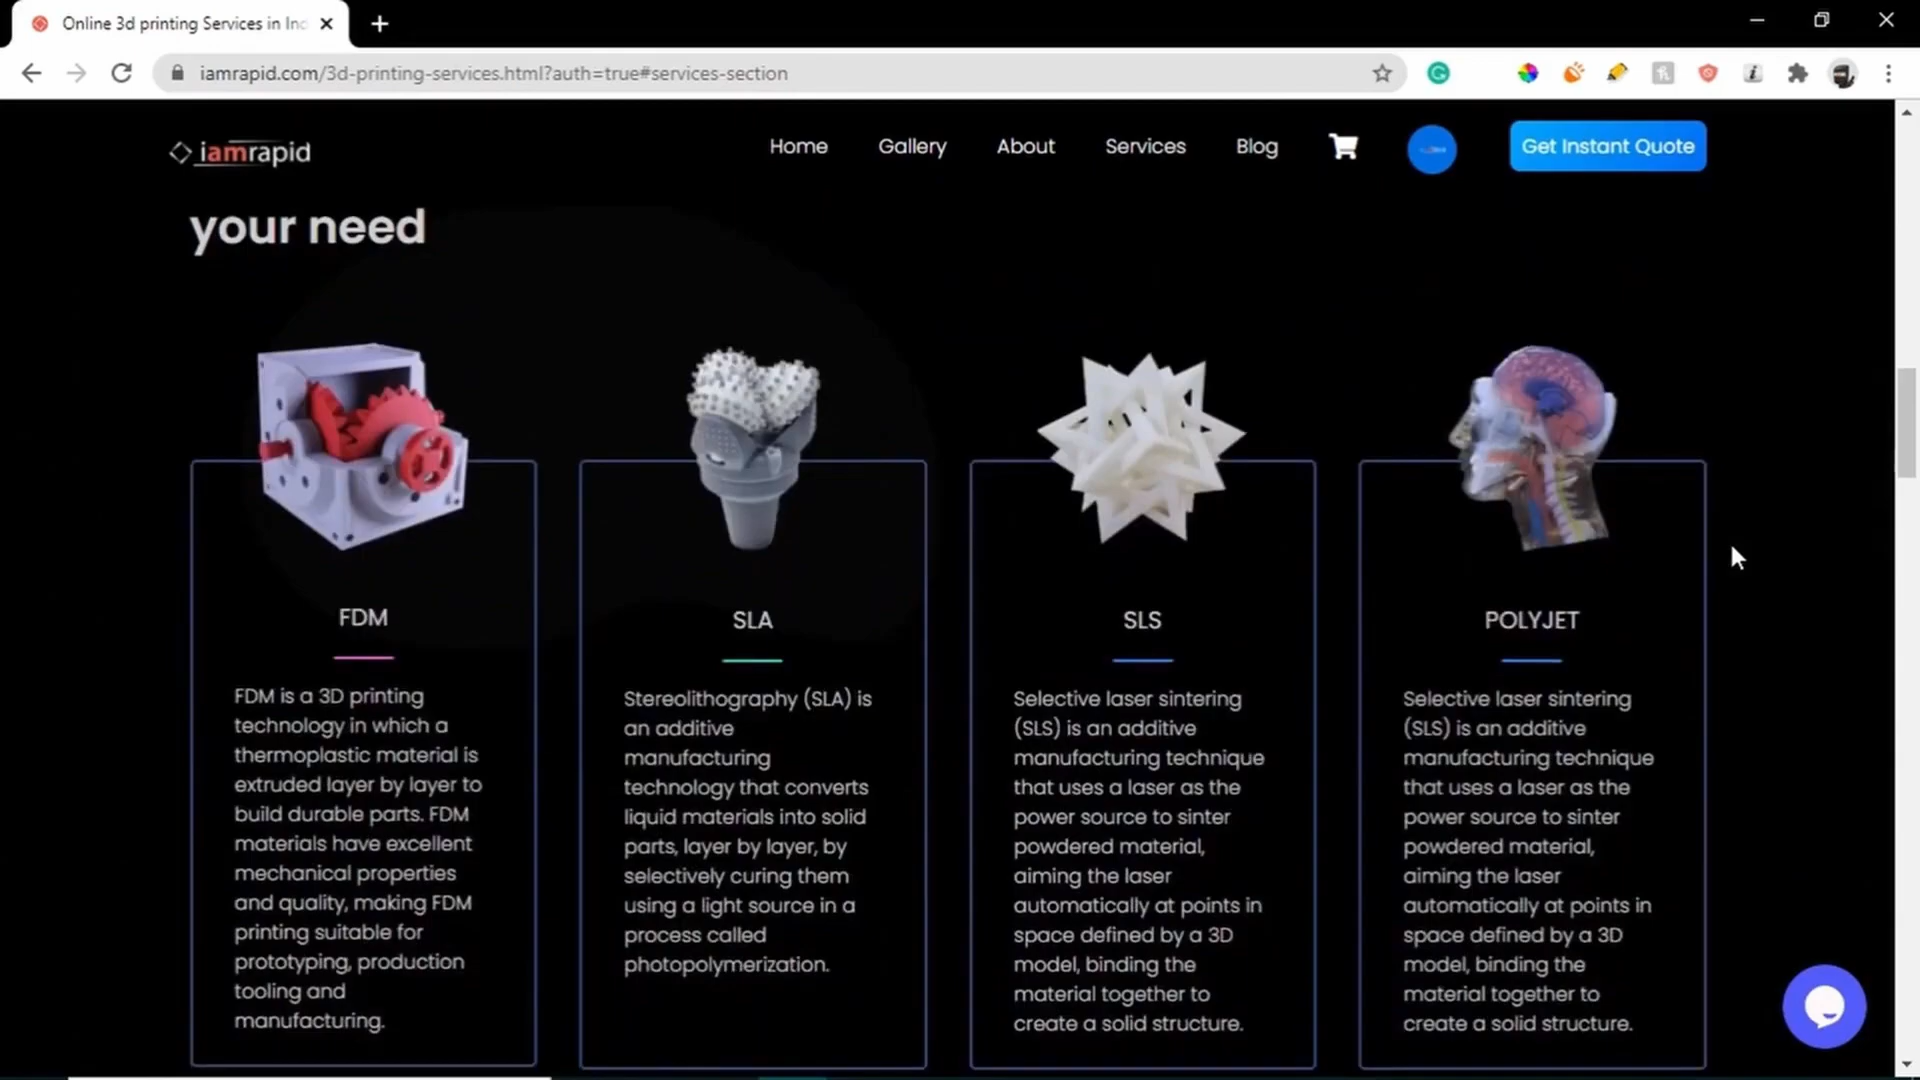 Online 3d printing Services in Inc
iamrapid.com/3d-printing-services.html?auth=true#services-section
iamrapid
Home
Gallery
About
Services
Blog
Get Instant Quote
your need
FDM
FDM is a 3D printing
technology in which a
thermoplastic material is
extruded layer by layer to
build durable parts. FDM
materials have excellent
mechanical properties
and quality, making FDM
printing suitable for
prototyping, production
tooling and
manufacturing.
SLA
Stereolithography (SLA) is
an additive
manufacturing
technology that converts
liquid materials into solid
parts, layer by layer, by
selectively curing them
using a light source in a
process called
photopolymerization.
SLS
Selective laser sintering
(SLS) is an additive
manufacturing technique
that uses a laser as the
power source to sinter
powdered material,
aiming the laser
automatically at points in
space defined by a 3D
model, binding the
material together to
create a solid structure.
POLYJET
Selective laser sintering
(SLS) is an additive
manufacturing technique
that uses a laser as the
power source to sinter
powdered material,
aiming the laser
automatically at points in
space defined by a 3D
model, binding the
material together to
create a solid structure.